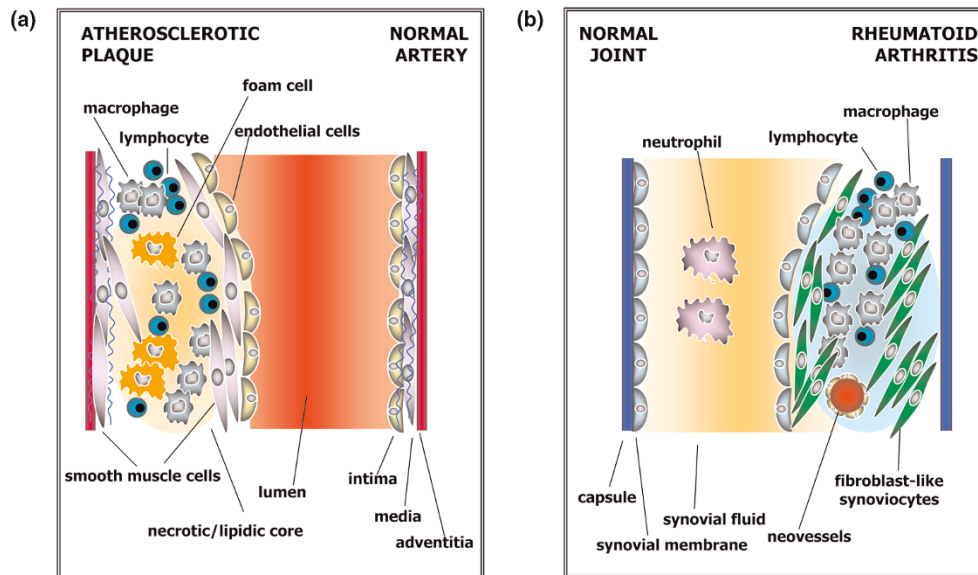 (a)
ATHEROSCLEROTIC
PLAQUE
NORMAL
ARTERY
foam cell
macrophage
lymphocyte
endothelial cells
smooth muscle cells
necrotic/lipidic core
lumen
intima
media
adventitia
(b)
NORMAL
JOINT
RHEUMATOID
ARTHRITIS
macrophage
lymphocyte
neutrophil
capsule
synovial membrane
synovial fluid
neovessels
fibroblast-like
synoviocytes